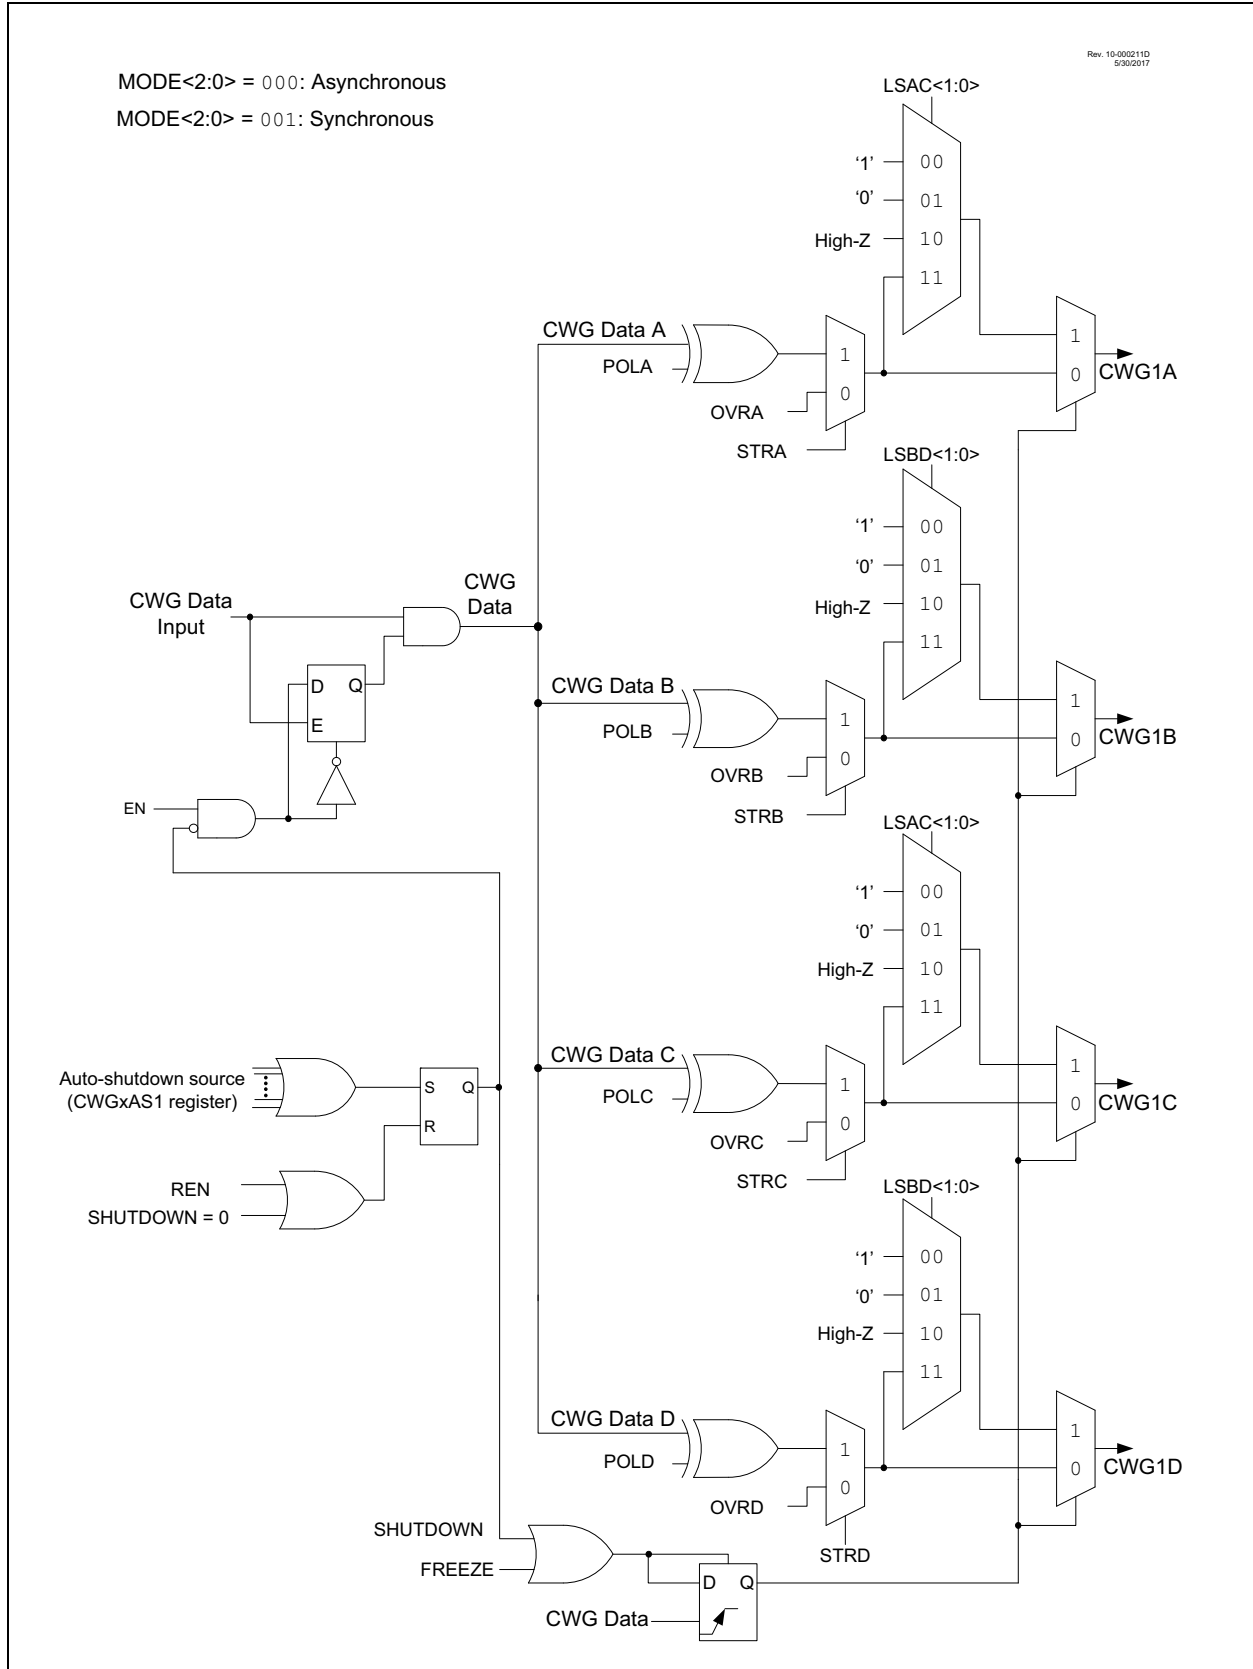 Rev. 10-000211D
5/30/2017
MODE<2:0> = 000: Asynchronous
MODE<2:0> = 001: Synchronous
LSAC<1:0>
‘1’ 00
‘0’ 01
High-Z 10
11
CWG Data A
POLA
1
0
OVRA
STRA
1
0
CWG1A
LSBD<1:0>
‘1’ 00
‘0’ 01
High-Z 10
11
CWG Data
Input
CWG
Data
D Q
E
EN
CWG Data B
POLB
1
0
OVRB
STRB
1
0
CWG1B
LSAC<1:0>
‘1’ 00
‘0’ 01
High-Z 10
11
CWG Data C
POLC
1
0
OVRC
STRC
1
0
CWG1C
Auto-shutdown source
(CWGxAS1 register)
S Q
R
REN
SHUTDOWN = 0
LSBD<1:0>
‘1’ 00
‘0’ 01
High-Z 10
11
CWG Data D
POLD
1
0
OVRD
STRD
1
0
CWG1D
SHUTDOWN
FREEZE
D Q
CWG Data